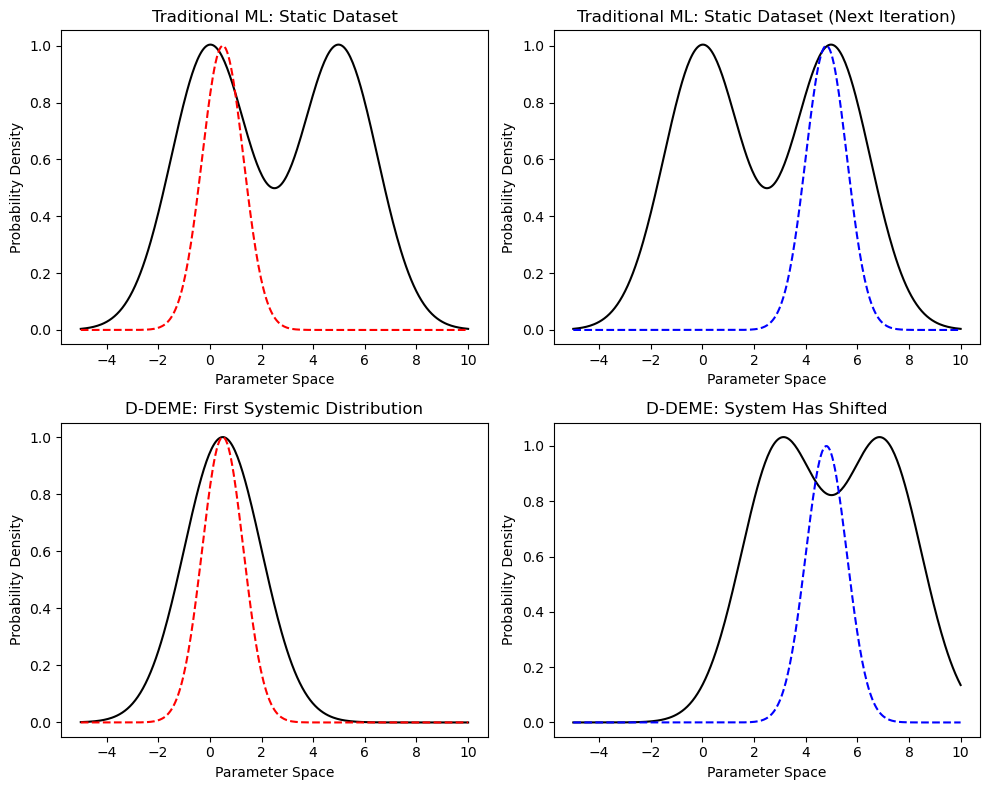 Traditional ML: Static Dataset
Probability Density
1.0
0.8
0.6
0.4
0.2
0.0
−4 −2 0 2 4 6 8 10
Parameter Space
Traditional ML: Static Dataset (Next Iteration)
Probability Density
1.0
0.8
0.6
0.4
0.2
0.0
−4 −2 0 2 4 6 8 10
Parameter Space
D-DEME: First Systemic Distribution
Probability Density
1.0
0.8
0.6
0.4
0.2
0.0
−4 −2 0 2 4 6 8 10
Parameter Space
D-DEME: System Has Shifted
Probability Density
1.0
0.8
0.6
0.4
0.2
0.0
−4 −2 0 2 4 6 8 10
Parameter Space